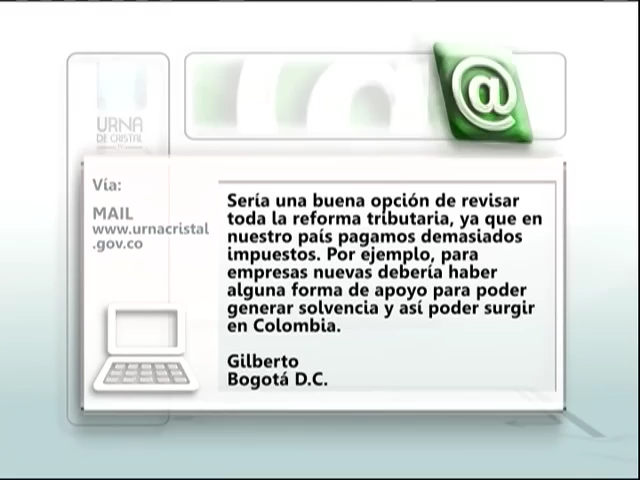 @
URNA
DE CRISTAL
Vía:
MAIL
www.urnacristal
.gov.co
Sería una buena opción de revisar
toda la reforma tributaria, ya que en
nuestro país pagamos demasiados
impuestos. Por ejemplo, para
empresas nuevas debería haber
alguna forma de apoyo para poder
generar solvencia y así poder surgir
en Colombia.
Gilberto
Bogotá D.C.